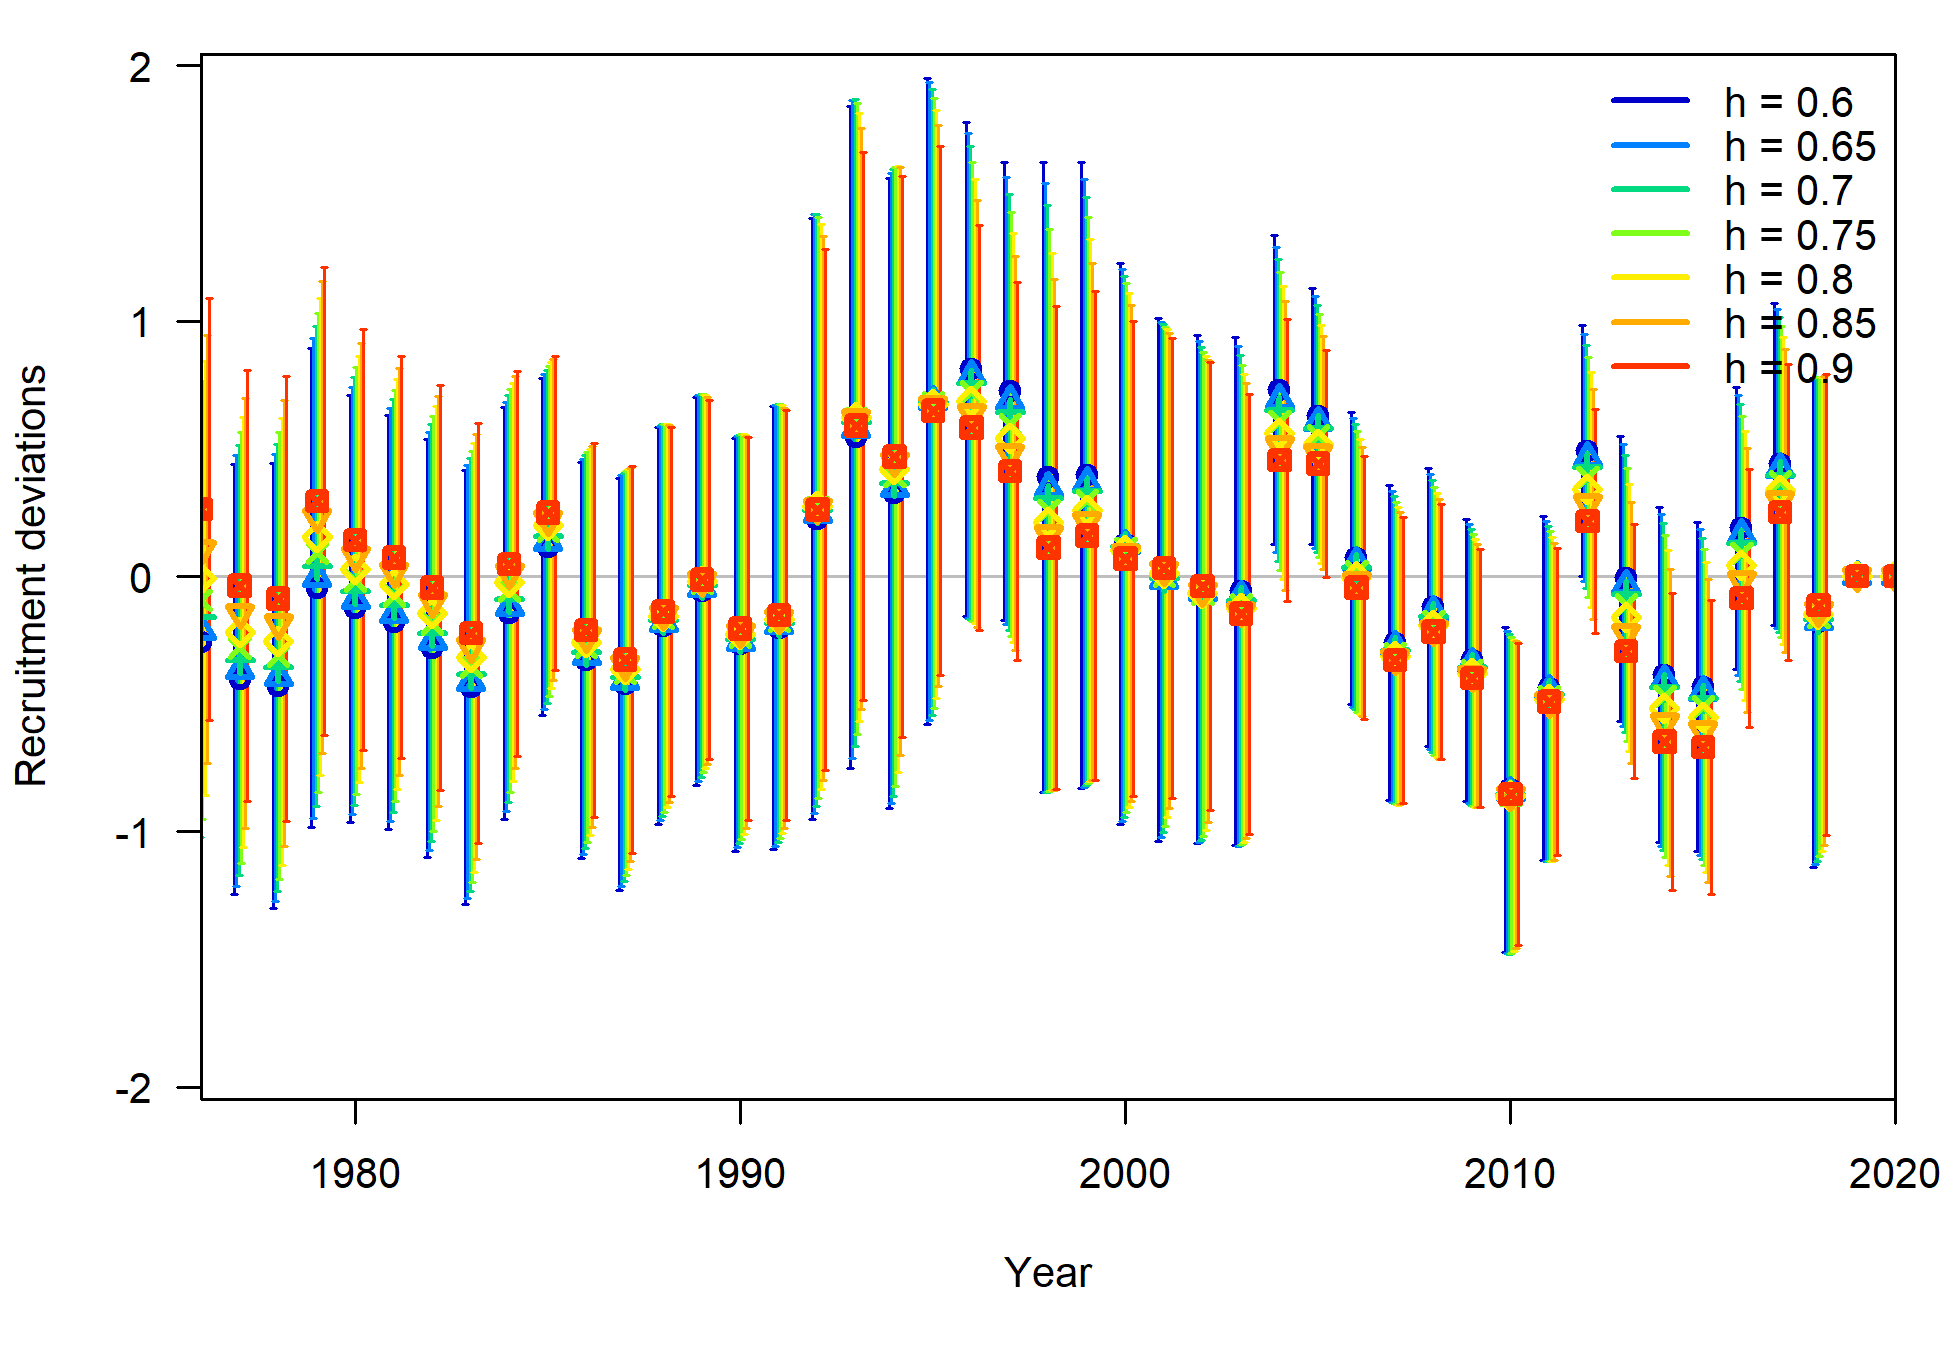 2
1
0
-1
-2
Recruitment deviations
h = 0.6
h = 0.65
h = 0.7
h = 0.75
h = 0.8
h = 0.85
h = 0.9
1980
1990
2000
2010
2020
Year